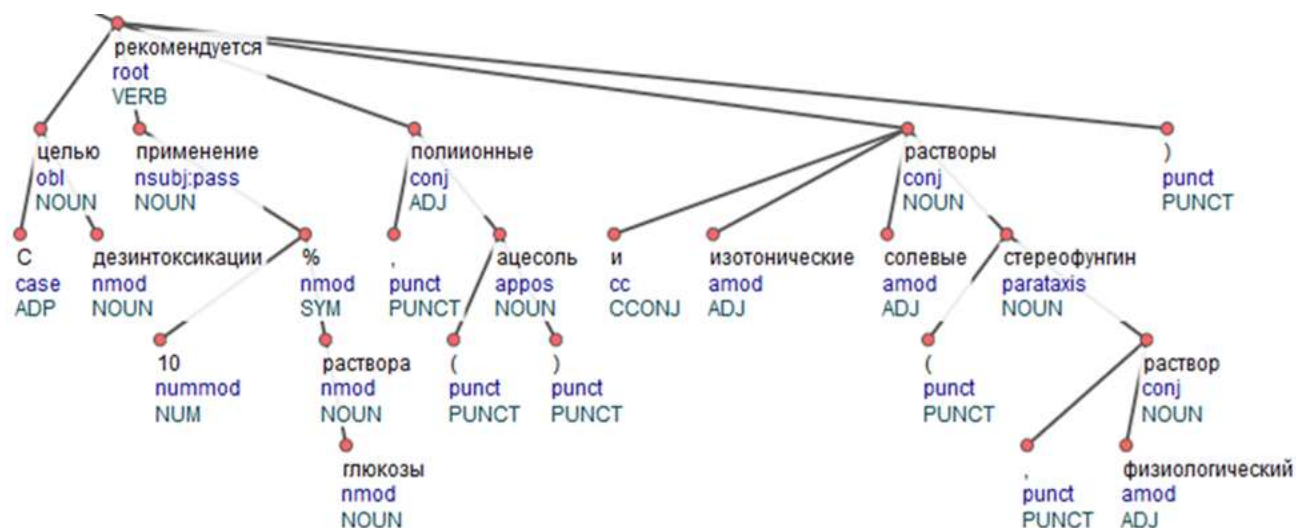 рекомендуется
root
VERB
целью применение полиионные растворы )
obl nsubj:pass conj conj punct
NOUN NOUN ADJ NOUN PUNCT
С дезинтоксикации % , ацесоль и изотонические солевые стереофунгин
case nmod nmod punct appos cc amod amod parataxis
ADP NOUN SYM PUNCT NOUN CCONJ ADJ ADJ NOUN
10 раствора ( ) ( раствор
nummod nmod punct punct punct conj
NUM NOUN PUNCT PUNCT PUNCT NOUN
глюкозы , физиологический
nmod punct amod
NOUN PUNCT ADJ